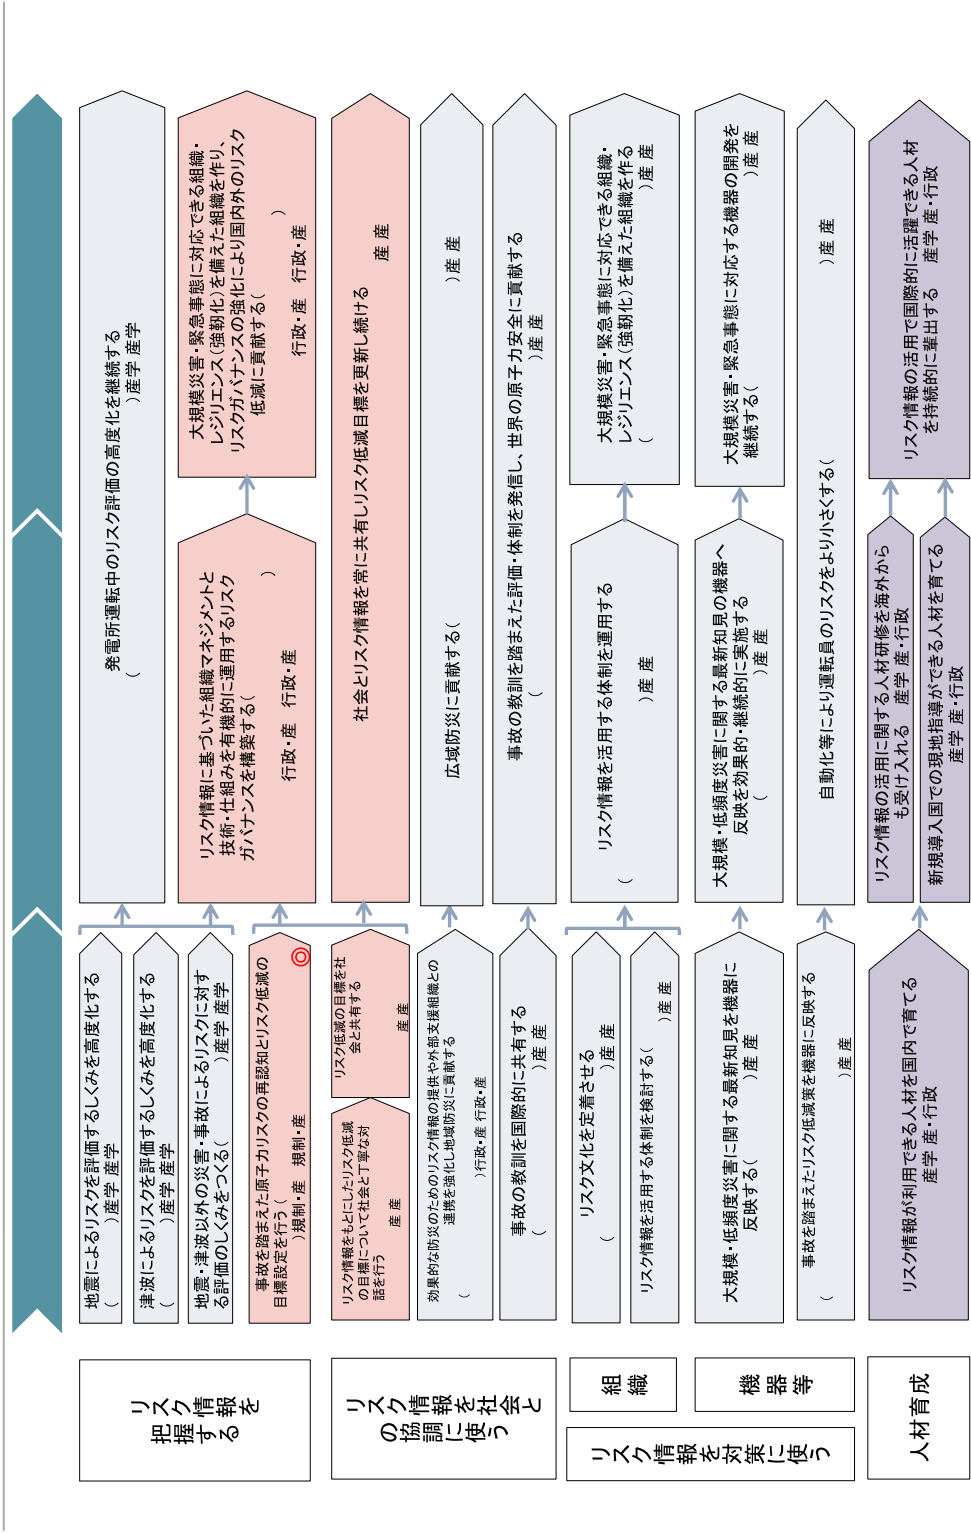 リスク情報を
把握する
地震によるリスクを評価するしくみを高度化する
(　　　)産学 産学
津波によるリスクを評価するしくみを高度化する
(　　　)産学 産学
地震・津波以外の災害・事故によるリスクに対す
る評価のしくみをつくる(　　　)産学 産学
事故を踏まえた原子力リスクの再認知とリスク低減の
目標設定を行う(
)規制・産　規制・産
◎
発電所運転中のリスク評価の高度化を継続する
(　　　)産学 産学
リスク情報に基づいた組織マネジメントと
技術・仕組みを有機的に運用するリスク
ガバナンスを構築する(　　　)
行政・産　行政・産
大規模災害・緊急事態に対応できる組織・
レジリエンス(強靭化)を備えた組織を作り、
リスクガバナンスの強化により国内外のリスク
低減に貢献する(　　　)
行政・産　行政・産
リスク情報を社会と
の協調に使う
リスク情報をもとにしたリスク低減
の目標について社会と丁寧な対
話を行う
産 産
リスク低減の目標を社
会と共有する
産 産
社会とリスク情報を常に共有しリスク低減目標を更新し続ける
産 産
効果的な防災のためのリスク情報の提供や外部支援組織との
連携を強化し地域防災に貢献する
(　　　)行政・産 行政・産
広域防災に貢献する(
)産 産
事故の教訓を国際的に共有する
(　　　)産 産
事故の教訓を踏まえた評価・体制を発信し、世界の原子力安全に貢献する
(　　　)産 産
リスク情報を対策に使う
組織
リスク文化を定着させる
(　　　)産 産
リスク情報を活用する体制を検討する(
)産 産
リスク情報を活用する体制を運用する
(　　　)産 産
大規模災害・緊急事態に対応できる組織・
レジリエンス(強靭化)を備えた組織を作る
(　　　)産 産
機器等
大規模・低頻度災害に関する最新知見を機器に
反映する(　　　)産 産
大規模・低頻度災害に関する最新知見の機器へ
反映を効果的・継続的に実施する
(　　　)産 産
大規模災害・緊急事態に対応する機器の開発を
継続する(　　　)産 産
事故を踏まえたリスク低減策を機器に反映する
(　　　)産 産
自動化等により運転員のリスクをより小さくする(
)産 産
人材育成
リスク情報が利用できる人材を国内で育てる
産学 産・行政
リスク情報の活用に関する人材研修を海外から
も受け入れる　産学 産・行政
新規導入国での現地指導ができる人材を育てる
産学 産・行政
リスク情報の活用で国際的に活躍できる人材
を持続的に輩出する　産学 産・行政